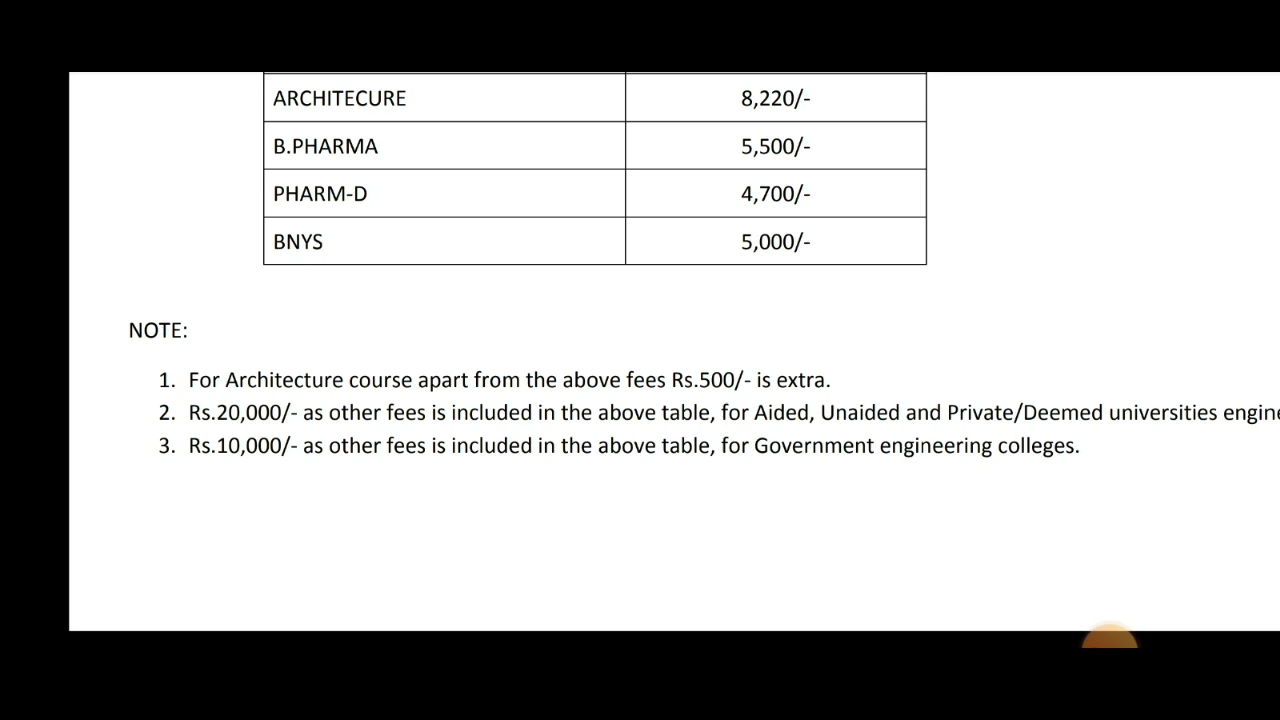 ARCHITECURE 8,220/-
B.PHARMA 5,500/-
PHARM-D 4,700/-
BNYS 5,000/-
NOTE:
1. For Architecture course apart from the above fees Rs.500/- is extra.
2. Rs.20,000/- as other fees is included in the above table, for Aided, Unaided and Private/Deemed universities
3. Rs.10,000/- as other fees is included in the above table, for Government engineering colleges.